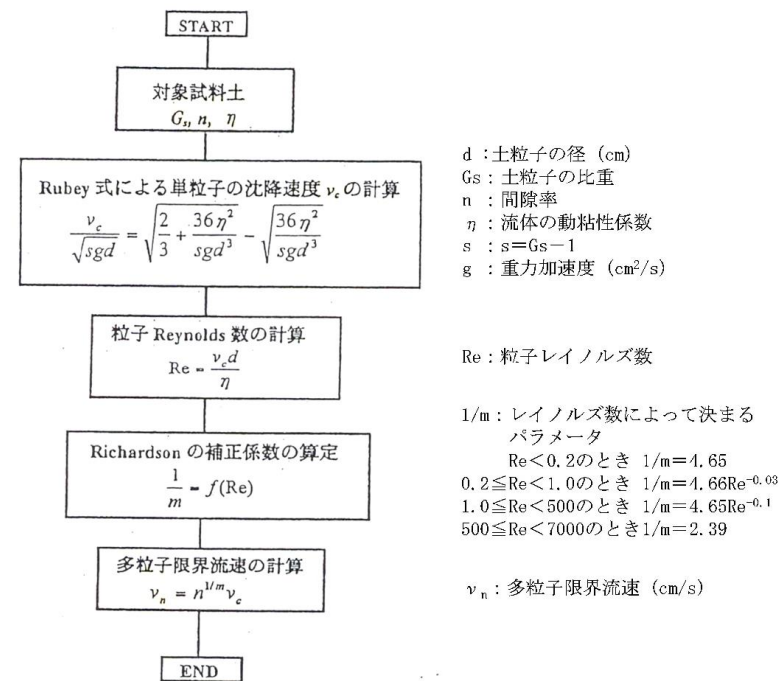 START
対象試料土
Gs, n, η
Rubey 式による単粒子の沈降速度 νcの計算
νc/√sgd = √(2/3 + 36η²/sgd³) − √(36η²/sgd³)
粒子 Reynolds 数の計算
Re = νcd/η
Richardson の補正係数の算定
1/m = f(Re)
多粒子限界流速の計算
νn = n^1/m νc
END
d ：土粒子の径 (cm)
Gs：土粒子の比重
n ：間隙率
η：流体の動粘性係数
s ：s＝Gs−1
g ：重力加速度 (cm²/s)
Re：粒子レイノルズ数
1/m：レイノルズ数によって決まる
パラメータ
Re＜0.2のとき 1/m＝4.65
0.2≦Re＜1.0のとき 1/m＝4.66Re⁻⁰·⁰³
1.0≦Re＜500のとき 1/m＝4.65Re⁻⁰·¹
500≦Re＜7000のとき1/m＝2.39
νn：多粒子限界流速 (cm/s)